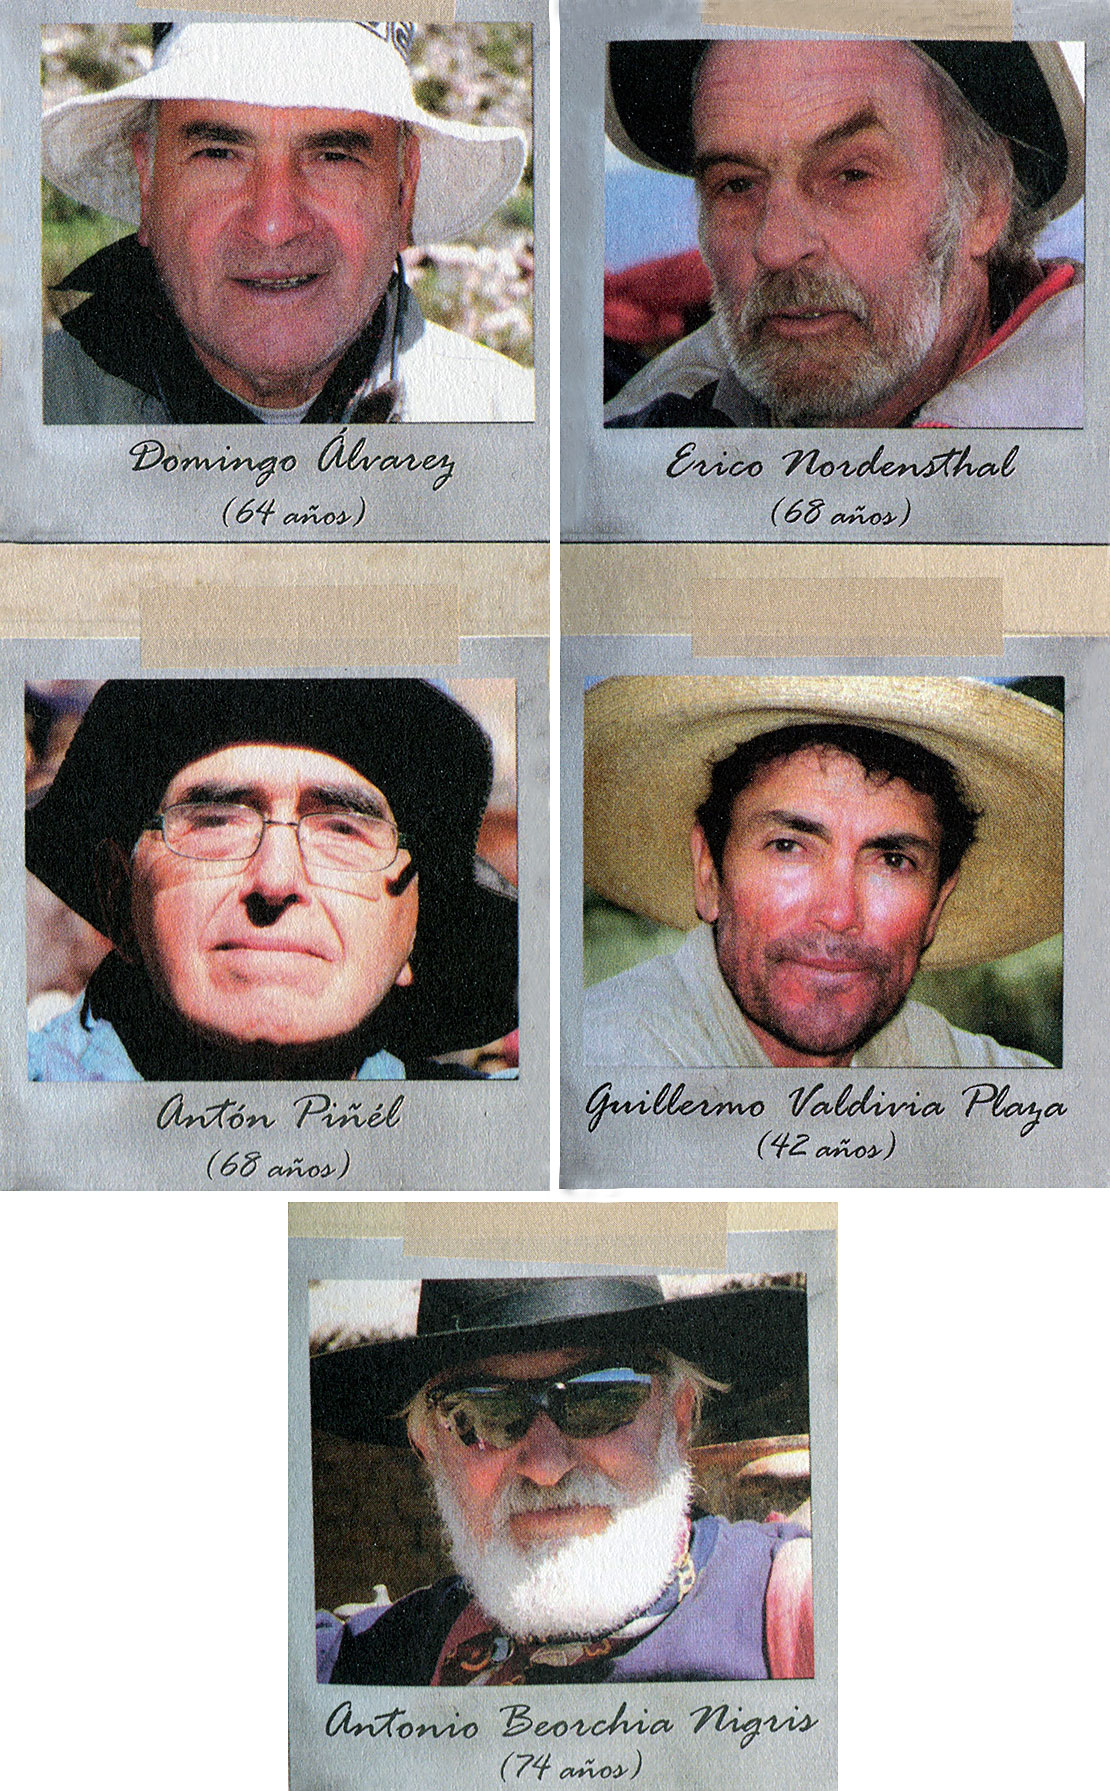 Domingo Álvarez
(64 años)
Erico Nordensthal
(68 años)
Antón Piñél
(68 años)
Guillermo Valdivia Plaza
(42 años)
Antonio Beorchia Nigris
(74 años)